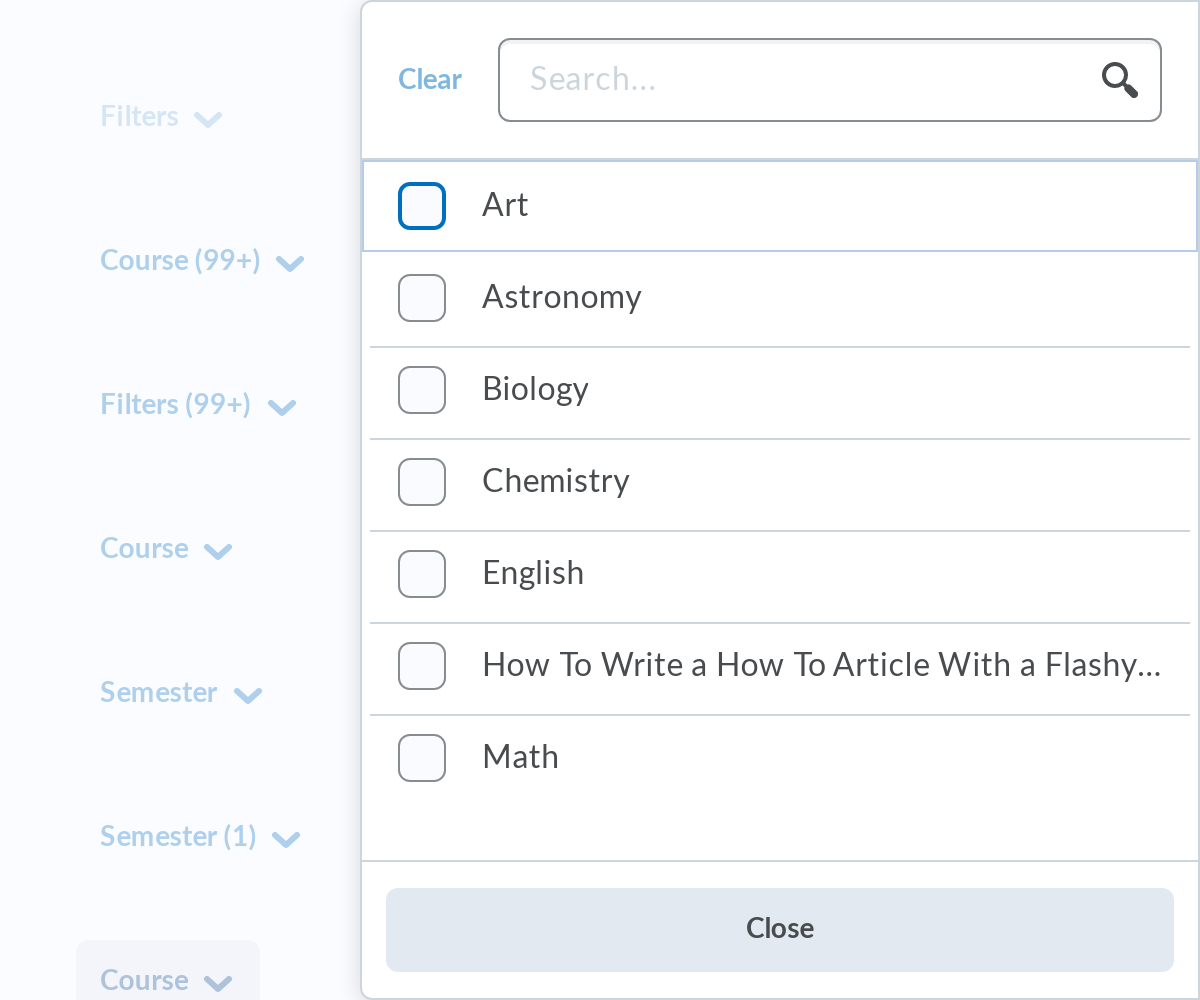 Filters
Course (99+)
Filters (99+)
Course
Semester
Semester (1)
Course
Clear
Search...
Art
Astronomy
Biology
Chemistry
English
How To Write a How To Article With a Flashy...
Math
Close